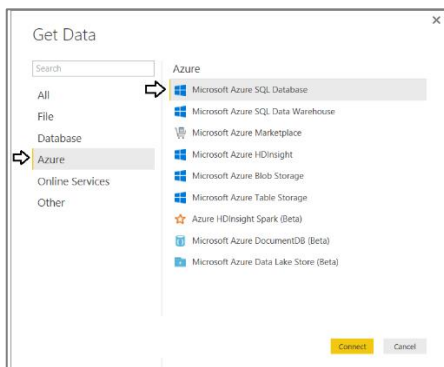 Get Data
Search
All
File
Database
Azure
Online Services
Other
Azure
Microsoft Azure SQL Database
Microsoft Azure SQL Data Warehouse
Microsoft Azure Marketplace
Microsoft Azure HDInsight
Microsoft Azure Blob Storage
Microsoft Azure Table Storage
Azure HDInsight Spark (Beta)
Microsoft Azure DocumentDB (Beta)
Microsoft Azure Data Lake Store (Beta)
Connect
Cancel